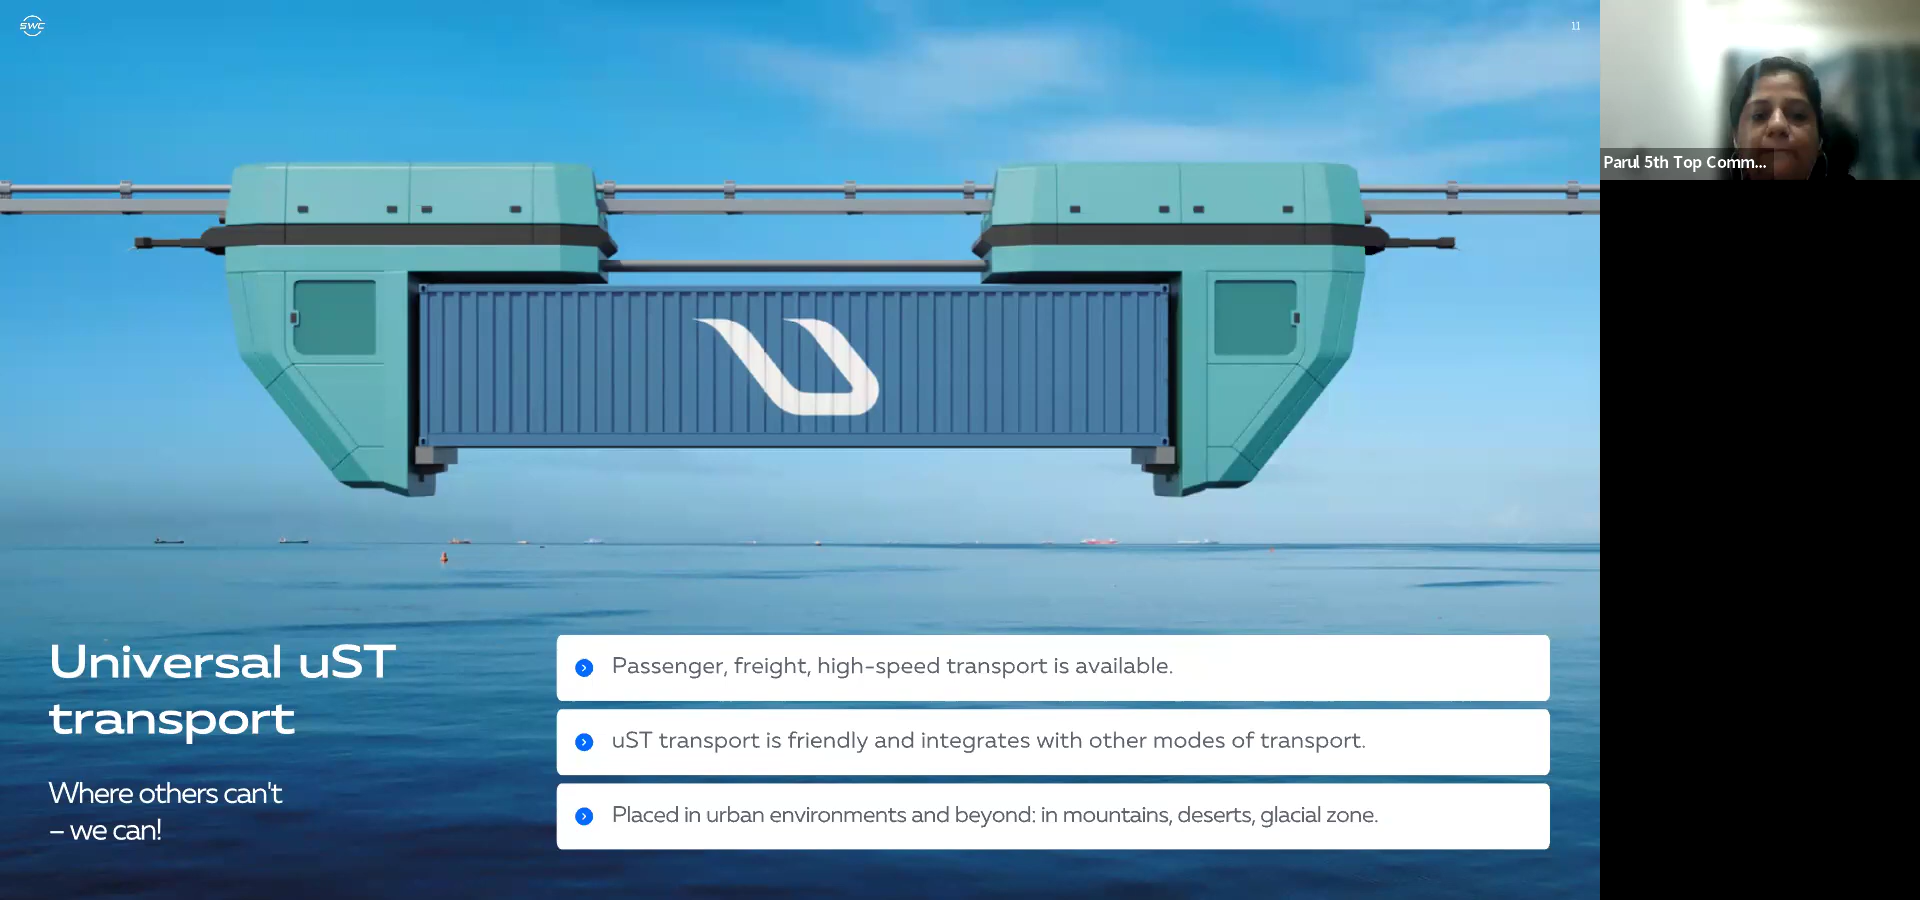 SWC
11
Parul 5th Top Comm...
Universal uST
transport
Where others can't
– we can!
Passenger, freight, high-speed transport is available.
uST transport is friendly and integrates with other modes of transport.
Placed in urban environments and beyond: in mountains, deserts, glacial zone.